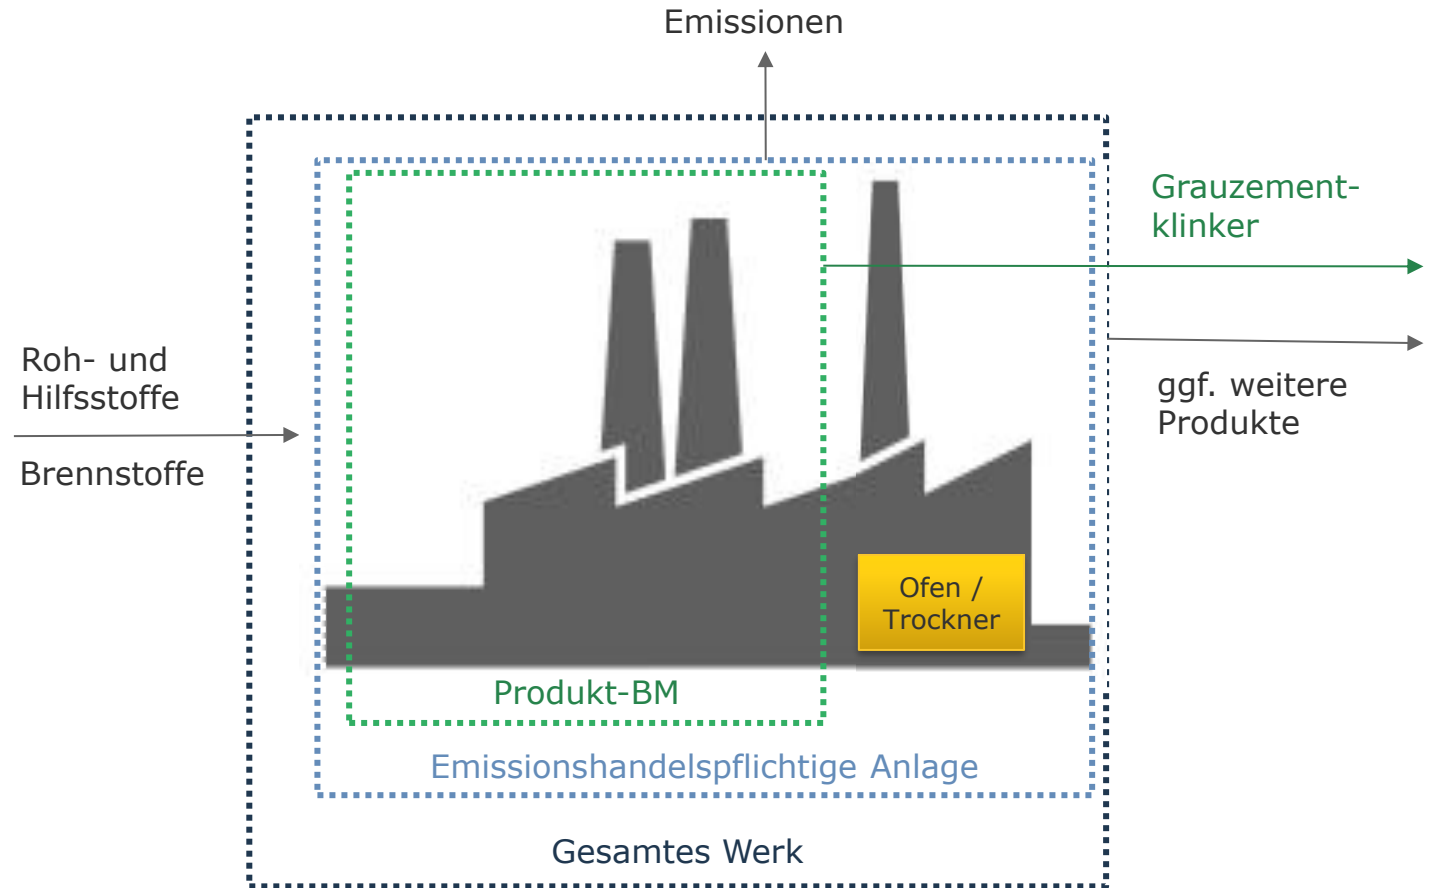 Emissionen
Grauzement-
klinker
Roh- und
Hilfsstoffe
Brennstoffe
ggf. weitere
Produkte
Ofen /
Trockner
Produkt-BM
Emissionshandelspflichtige Anlage
Gesamtes Werk